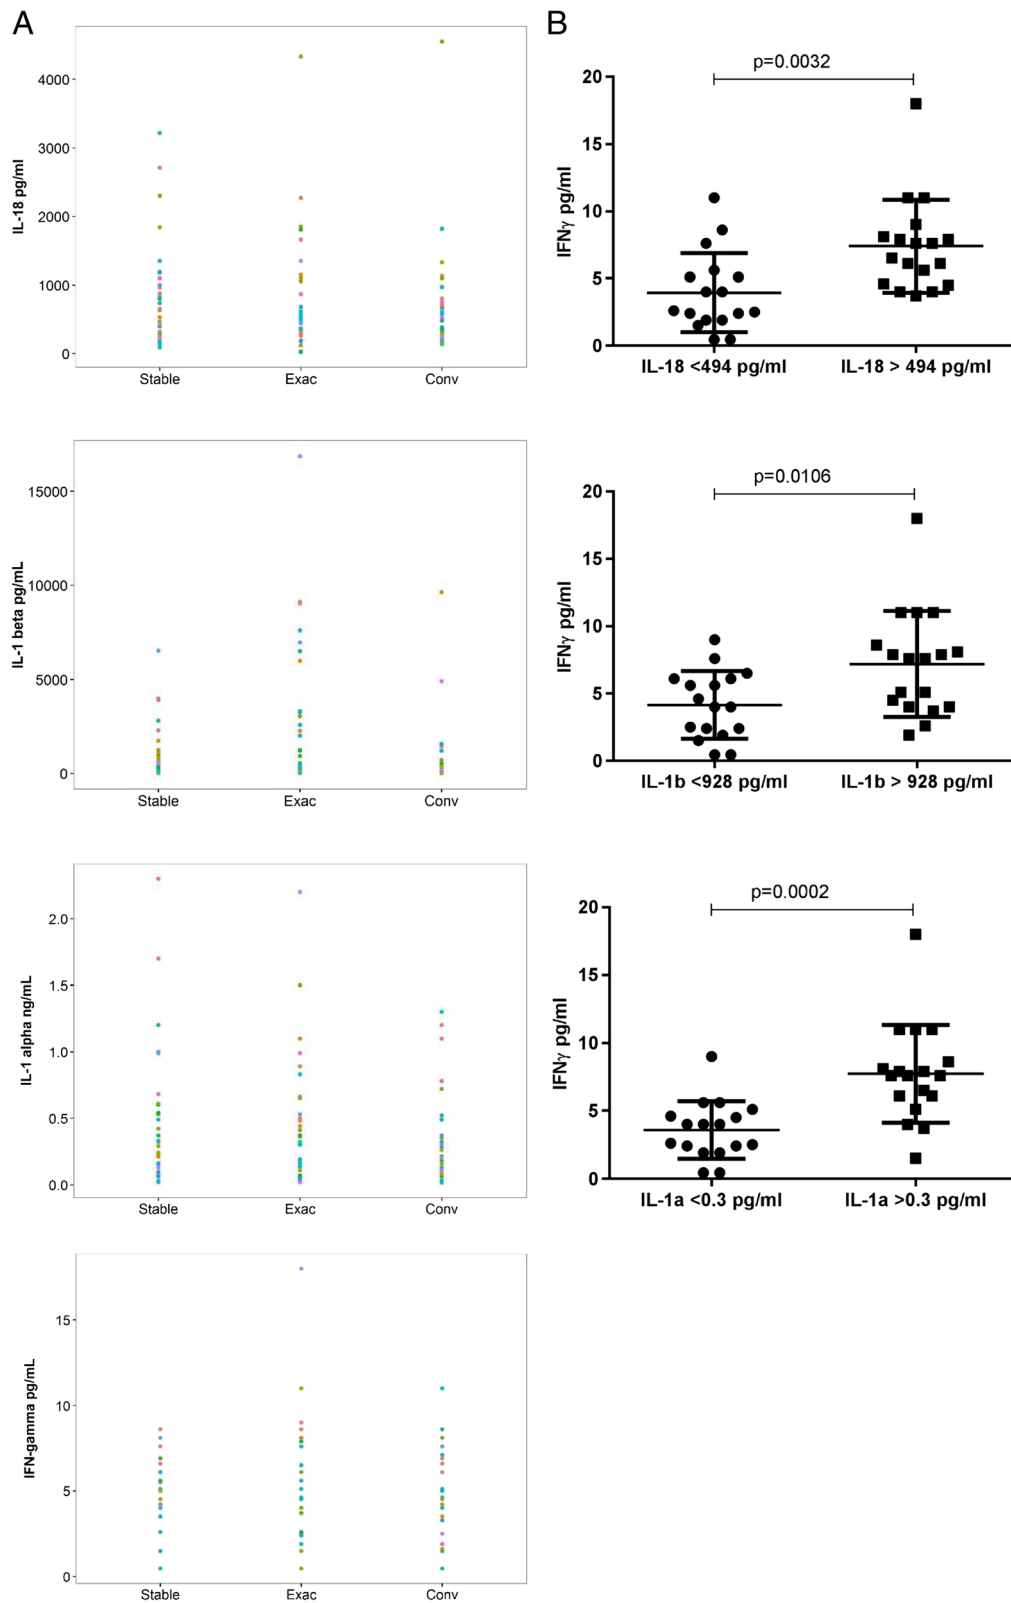 A
IL-18 pg/ml
4000
3000
2000
1000
0
Stable Exac Conv
IL-1 beta pg/mL
15000
10000
5000
0
Stable Exac Conv
IL-1 alpha ng/mL
2.0
1.5
1.0
0.5
0.0
Stable Exac Conv
IFN-gamma pg/mL
15
10
5
0
Stable Exac Conv
B
p=0.0032
IFNγ pg/ml
20
15
10
5
0
IL-18 <494 pg/ml IL-18 > 494 pg/ml
p=0.0106
IFNγ pg/ml
20
15
10
5
0
IL-1b <928 pg/ml IL-1b > 928 pg/ml
p=0.0002
IFNγ pg/ml
20
15
10
5
0
IL-1a <0.3 pg/ml IL-1a >0.3 pg/ml